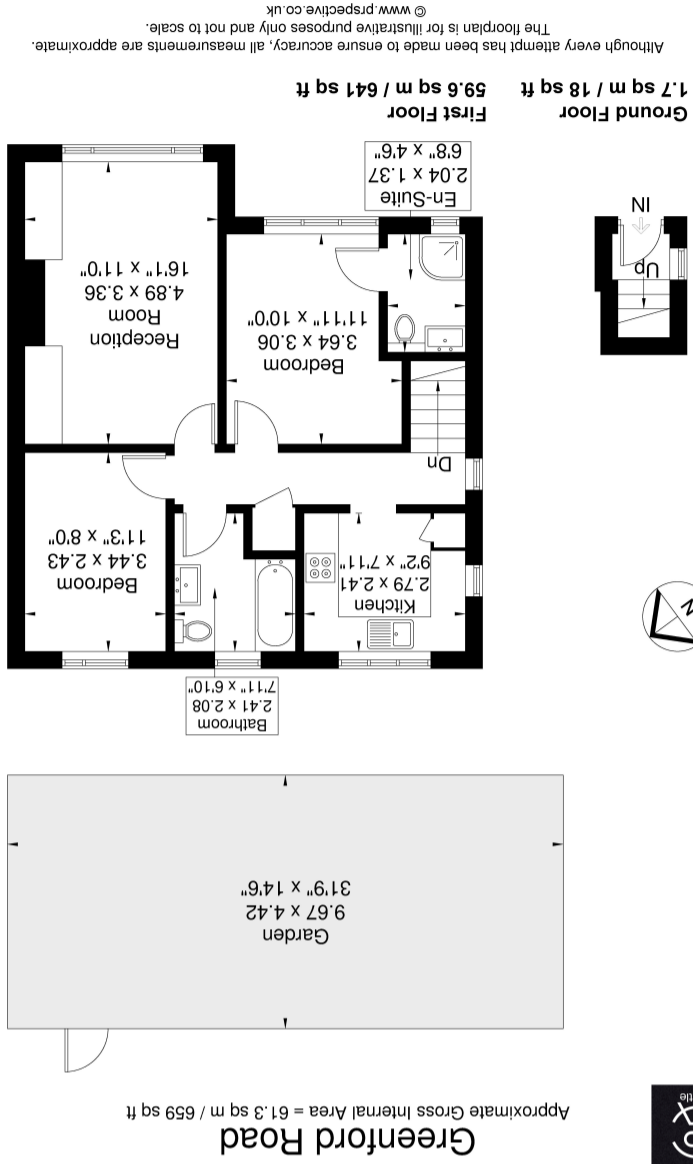 Greenford Road
Approximate Gross Internal Area = 61.3 sq m / 659 sq ft
Garden
9.67 x 4.42
31'9" x 14'6"
Bathroom
2.41 x 2.08
7'11" x 6'10"
Kitchen
2.79 x 2.41
9'2" x 7'11"
Bedroom
3.44 x 2.43
11'3" x 8'0"
Dn
Bedroom
3.64 x 3.06
11'11" x 10'0"
Reception
Room
4.89 x 3.36
16'1" x 11'0"
En-Suite
2.04 x 1.37
6'8" x 4'6"
Up
IN
N
Ground Floor
1.7 sq m / 18 sq ft
First Floor
59.6 sq m / 641 sq ft
Although every attempt has been made to ensure accuracy, all measurements are approximate.
The floorplan is for illustrative purposes only and not to scale.
© www.prspective.co.uk